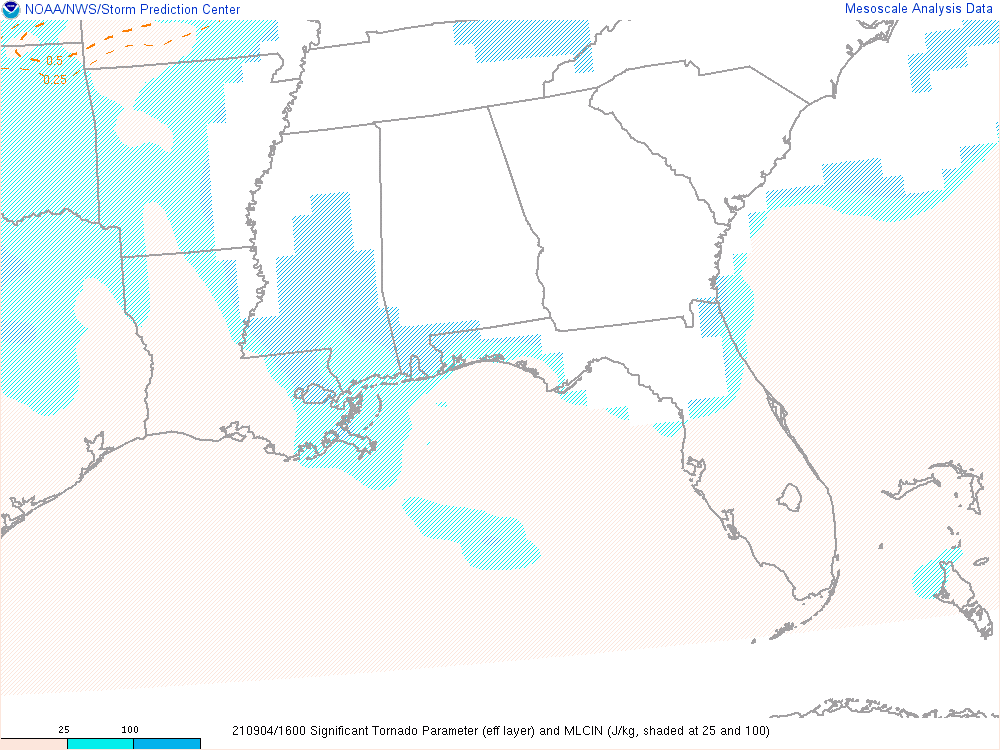 NOAA/NWS/Storm Prediction Center
Mesoscale Analysis Data
0.5
0.25
25 100
210904/1600 Significant Tornado Parameter (eff layer) and MLCIN (J/kg, shaded at 25 and 100)